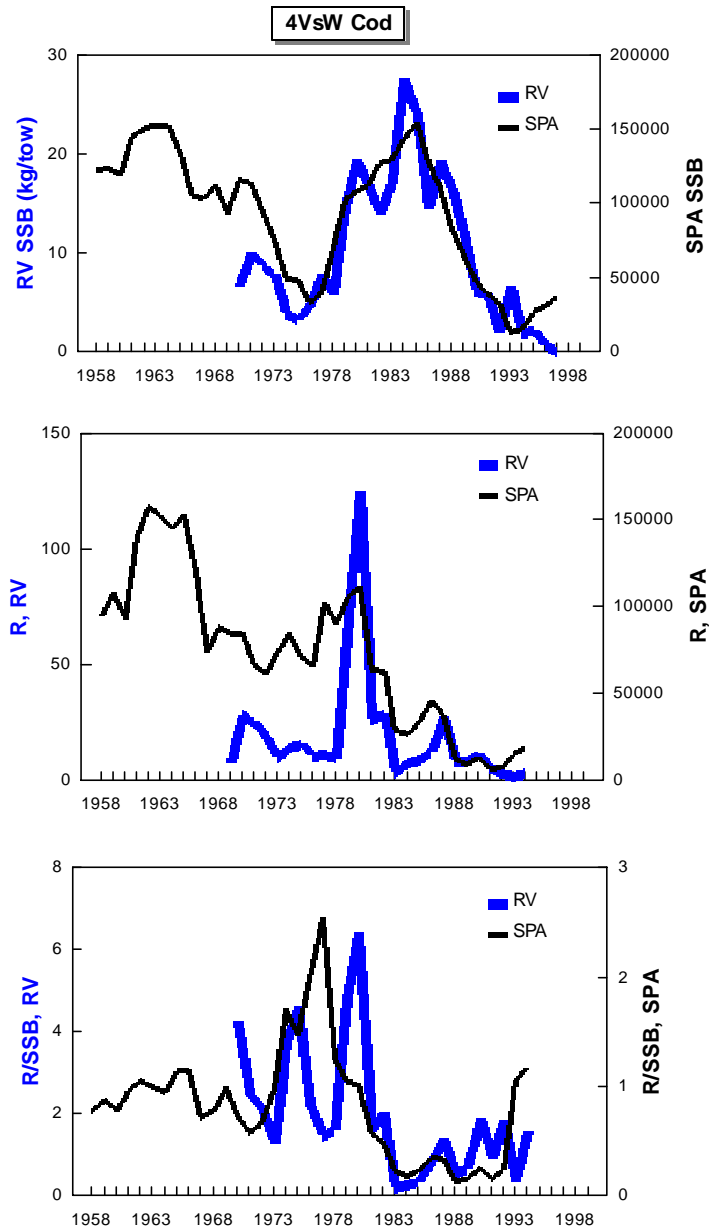 4VsW Cod
30
200000
RV
SPA
20
150000
100000
10
50000
0
0
RV SSB (kg/tow)
SPA SSB
1958 1963 1968 1973 1978 1983 1988 1993 1998
150
200000
RV
SPA
150000
100
100000
50
50000
0
0
R, RV
R, SPA
1958 1963 1968 1973 1978 1983 1988 1993 1998
8
3
RV
SPA
6
2
4
1
2
0
0
R/SSB, RV
R/SSB, SPA
1958 1963 1968 1973 1978 1983 1988 1993 1998